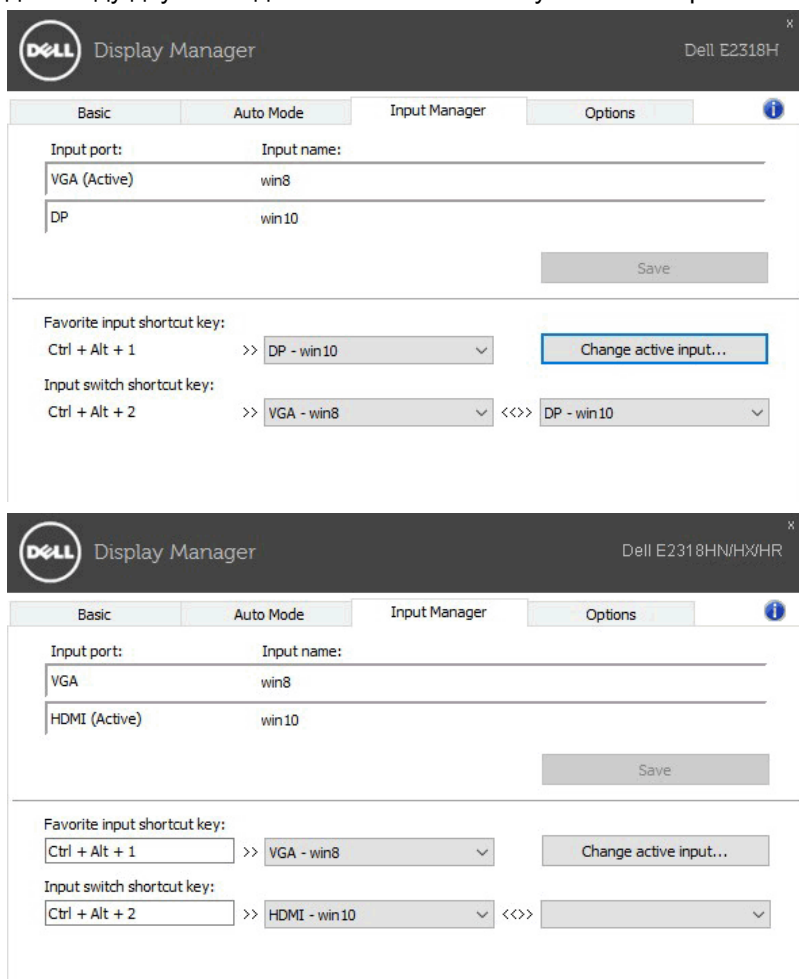 DELL Display Manager
x
Dell E2318H
Basic Auto Mode Input Manager Options
Input port: Input name:
VGA (Active) win8
DP win10
Save
Favorite input shortcut key:
Ctrl + Alt + 1 >> DP - win10 Change active input...
Input switch shortcut key:
Ctrl + Alt + 2 >> VGA - win8 <<>> DP - win10
DELL Display Manager
x
Dell E2318HN/HX/HR
Basic Auto Mode Input Manager Options
Input port: Input name:
VGA win8
HDMI (Active) win10
Save
Favorite input shortcut key:
Ctrl + Alt + 1 >> VGA - win8 Change active input...
Input switch shortcut key:
Ctrl + Alt + 2 >> HDMI - win10 <<>>